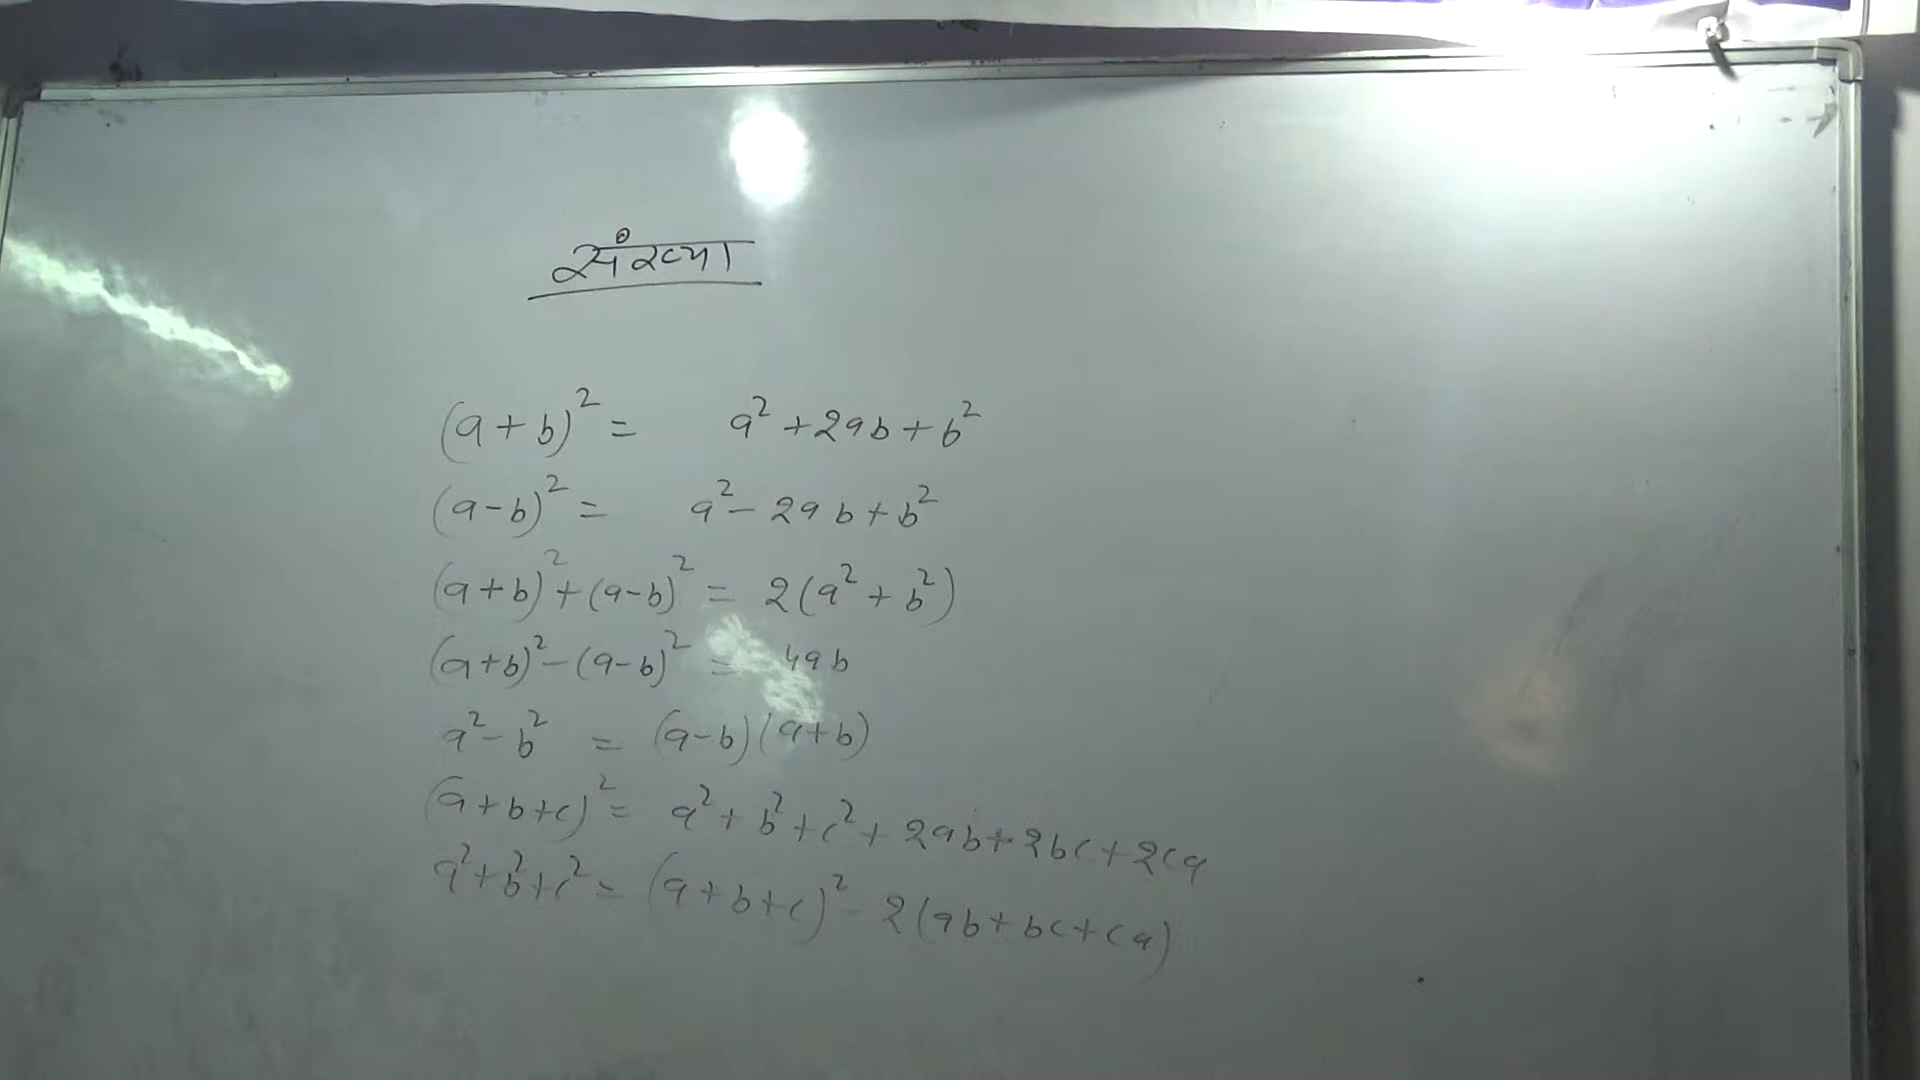 संख्या
(a+b)² = a² + 2ab + b²
(a-b)² = a² - 2ab + b²
(a+b)² + (a-b)² = 2(a² + b²)
(a+b)² - (a-b)² = 4ab
a² - b² = (a-b)(a+b)
(a+b+c)² = a² + b² + c² + 2ab + 2bc + 2ca
a² + b² + c² = (a+b+c)² - 2(ab + bc + ca)